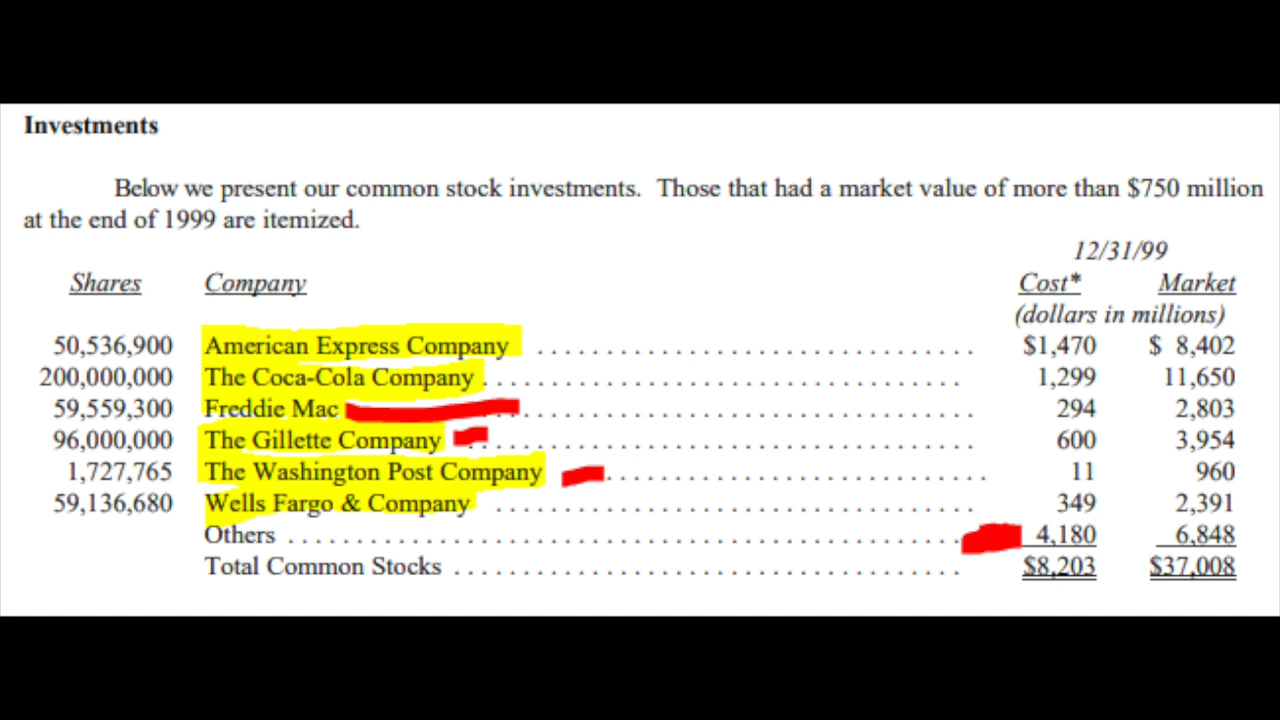 Investments
Below we present our common stock investments. Those that had a market value of more than $750 million
at the end of 1999 are itemized.
12/31/99
Shares Company Cost* Market
(dollars in millions)
50,536,900 American Express Company ................................ $1,470 $ 8,402
200,000,000 The Coca-Cola Company .................................. 1,299 11,650
59,559,300 Freddie Mac ................................ 294 2,803
96,000,000 The Gillette Company .................................. 600 3,954
1,727,765 The Washington Post Company ............................ 11 960
59,136,680 Wells Fargo & Company .................................. 349 2,391
Others ................................................ 4,180 6,848
Total Common Stocks .................................... $8,203 $37,008